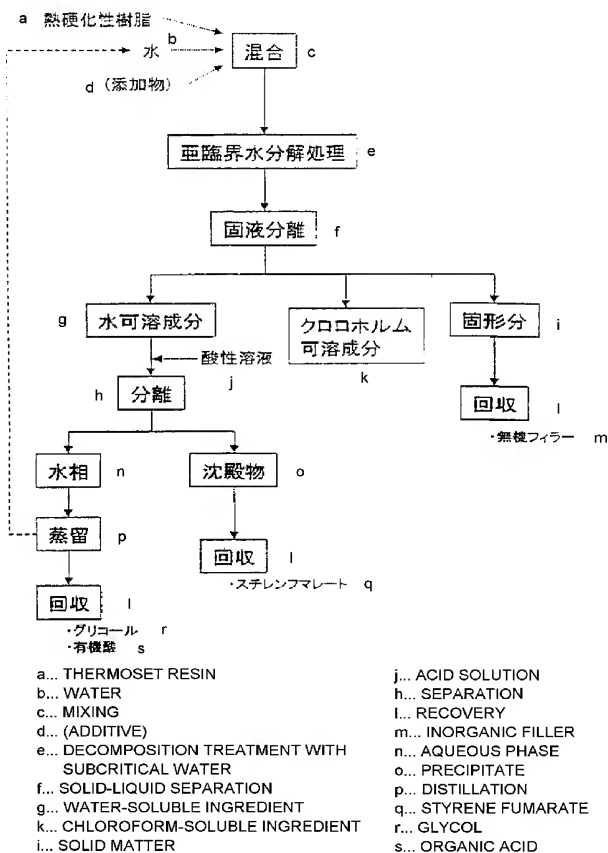 a 熱硬化性樹脂
水 b
混合 c
d (添加物)
亜臨界水分解処理 e
固液分離 f
g 水可溶成分
クロロホルム
可溶成分
k
固形分 i
酸性溶液
j
h 分離
回収 l
・無機フィラー m
水相 n
沈殿物 o
蒸留 p
回収 l
・スチレンフマレート q
回収 l
・グリコール r
・有機酸 s
a... THERMOSET RESIN
b... WATER
c... MIXING
d... (ADDITIVE)
e... DECOMPOSITION TREATMENT WITH
SUBCRITICAL WATER
f... SOLID-LIQUID SEPARATION
g... WATER-SOLUBLE INGREDIENT
k... CHLOROFORM-SOLUBLE INGREDIENT
i... SOLID MATTER
j... ACID SOLUTION
h... SEPARATION
l... RECOVERY
m... INORGANIC FILLER
n... AQUEOUS PHASE
o... PRECIPITATE
p... DISTILLATION
q... STYRENE FUMARATE
r... GLYCOL
s... ORGANIC ACID